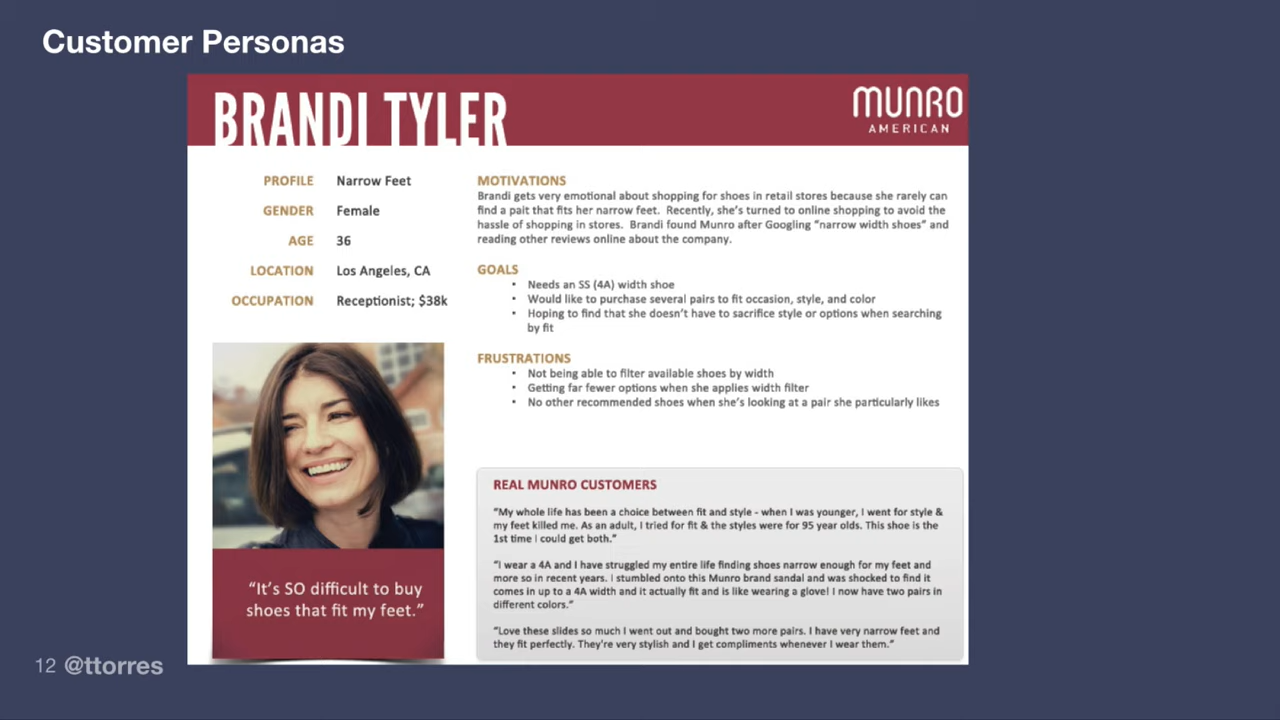 Customer Personas
BRANDI TYLER
MUNRO
AMERICAN
PROFILE Narrow Feet
GENDER Female
AGE 36
LOCATION Los Angeles, CA
OCCUPATION Receptionist; $38k
MOTIVATIONS
Brandi gets very emotional about shopping for shoes in retail stores because she rarely can
find a pait that fits her narrow feet. Recently, she's turned to online shopping to avoid the
hassle of shopping in stores. Brandi found Munro after Googling "narrow width shoes" and
reading other reviews online about the company.
GOALS
• Needs an SS (4A) width shoe
• Would like to purchase several pairs to fit occasion, style, and color
• Hoping to find that she doesn't have to sacrifice style or options when searching
by fit
FRUSTRATIONS
• Not being able to filter available shoes by width
• Getting far fewer options when she applies width filter
• No other recommended shoes when she's looking at a pair she particularly likes
"It's SO difficult to buy
shoes that fit my feet."
REAL MUNRO CUSTOMERS
"My whole life has been a choice between fit and style - when I was younger, I went for style &
my feet killed me. As an adult, I tried for fit & the styles were for 95 year olds. This shoe is the
1st time I could get both."
"I wear a 4A and I have struggled my entire life finding shoes narrow enough for my feet and
more so in recent years. I stumbled onto this Munro brand sandal and was shocked to find it
comes in up to a 4A width and it actually fit and is like wearing a glove! I now have two pairs in
different colors."
"Love these slides so much I went out and bought two more pairs. I have very narrow feet and
they fit perfectly. They're very stylish and I get compliments whenever I wear them."
12 @ttorres